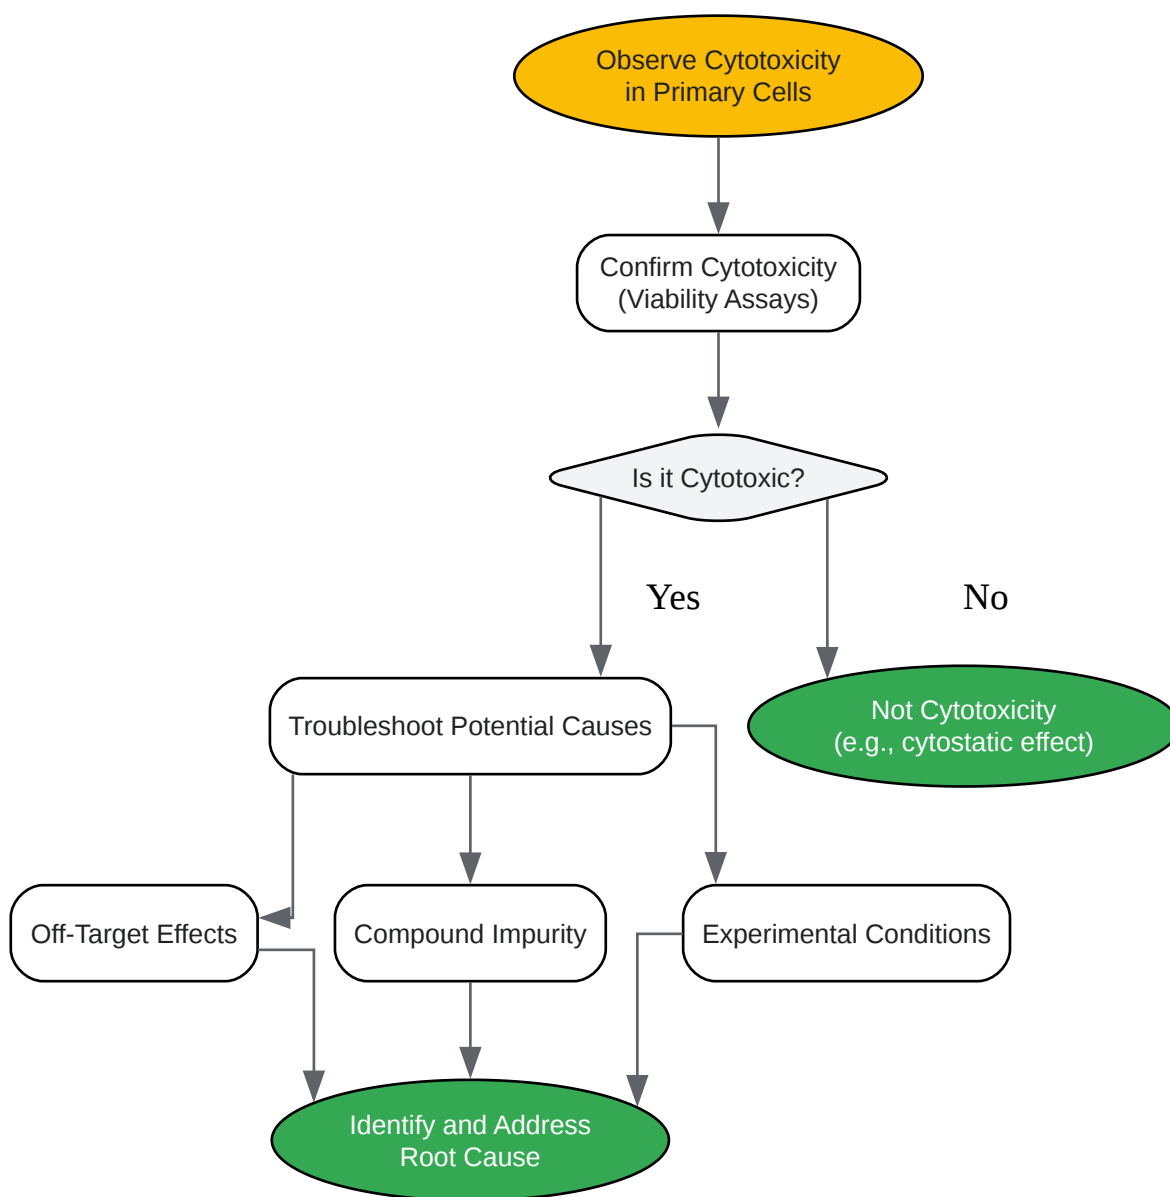 Observe Cytotoxicity
in Primary Cells
Confirm Cytotoxicity
(Viability Assays)
Is it Cytotoxic?
Yes
No
Troubleshoot Potential Causes
Not Cytotoxicity
(e.g., cytostatic effect)
Off-Target Effects
Compound Impurity
Experimental Conditions
Identify and Address
Root Cause